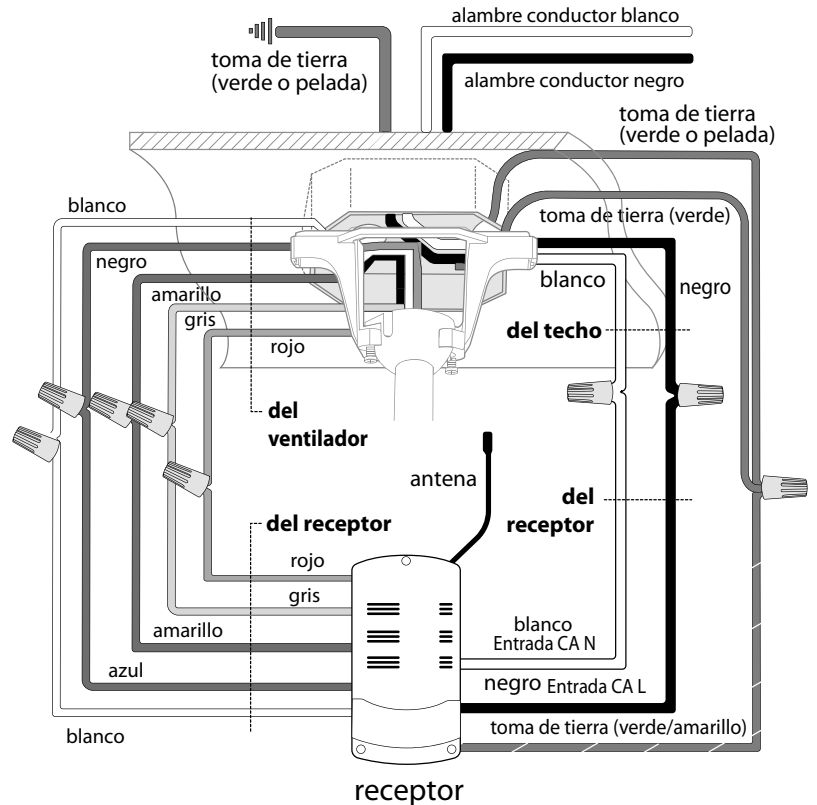 alambre conductor blanco
toma de tierra
(verde o pelada)
alambre conductor negro
toma de tierra
(verde o pelada)
blanco
toma de tierra (verde)
negro
blanco
negro
amarillo
gris
rojo
del techo
del
ventilador
antena
del
receptor
del receptor
rojo
gris
blanco
Entrada CA N
amarillo
azul
negro Entrada CA L
toma de tierra (verde/amarillo)
blanco
receptor